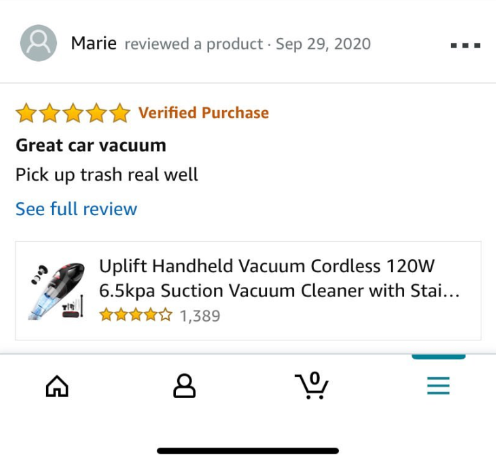 Marie reviewed a product · Sep 29, 2020
Verified Purchase
Great car vacuum
Pick up trash real well
See full review
Uplift Handheld Vacuum Cordless 120W
6.5kpa Suction Vacuum Cleaner with Stai...
1,389
0